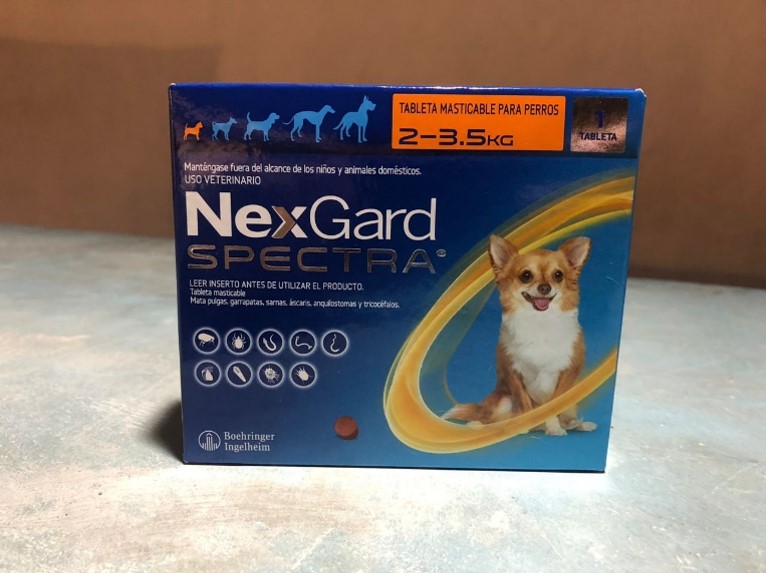 TABLETA MASTICABLE PARA PERROS
2-3.5KG
1
TABLETA
Manténgase fuera del alcance de los niños y animales domésticos.
USO VETERINARIO
NexGard
SPECTRA®
LEER INSERTO ANTES DE UTILIZAR EL PRODUCTO.
Tableta masticable
Mata pulgas, garrapatas, sarnas, áscaris, anquilostomas y tricocéfalos.
Boehringer
Ingelheim